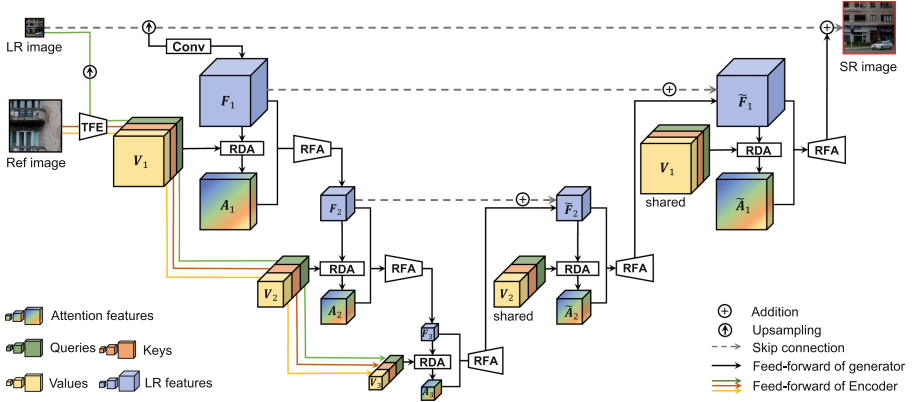 LR image
Conv
SR image
F₁
F̃₁
TFE
Ref image
V₁
RDA
RFA
A₁
V₁
RDA
RFA
Ã₁
shared
F₂
F̃₂
V₂
RDA
RFA
A₂
V₂
RDA
RFA
Ã₂
shared
F₃
V₃
RDA
RFA
A₃
Attention features
Queries
Keys
Values
LR features
Addition
Upsampling
Skip connection
Feed-forward of generator
Feed-forward of Encoder